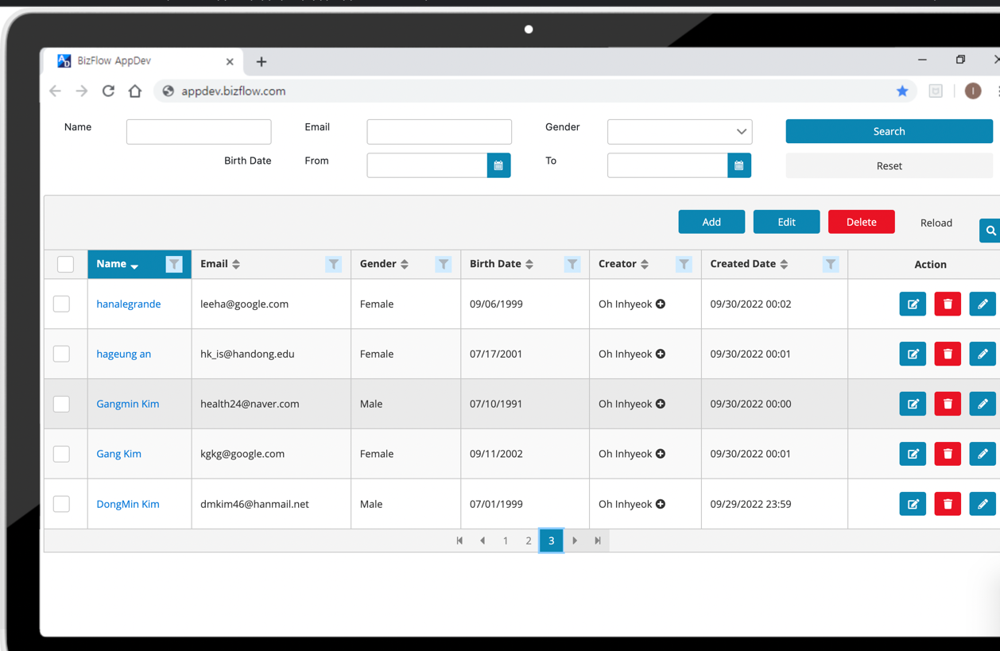 BizFlow AppDev
appdev.bizflow.com
I
Name Email Gender Search
Birth Date From To Reset
Add Edit Delete Reload
Name Email Gender Birth Date Creator Created Date Action
hanalegrande leeha@google.com Female 09/06/1999 Oh Inhyeok 09/30/2022 00:02
hageung an hk_is@handong.edu Female 07/17/2001 Oh Inhyeok 09/30/2022 00:01
Gangmin Kim health24@naver.com Male 07/10/1991 Oh Inhyeok 09/30/2022 00:00
Gang Kim kgkg@google.com Female 09/11/2002 Oh Inhyeok 09/30/2022 00:01
DongMin Kim dmkim46@hanmail.net Male 07/01/1999 Oh Inhyeok 09/29/2022 23:59
1 2 3